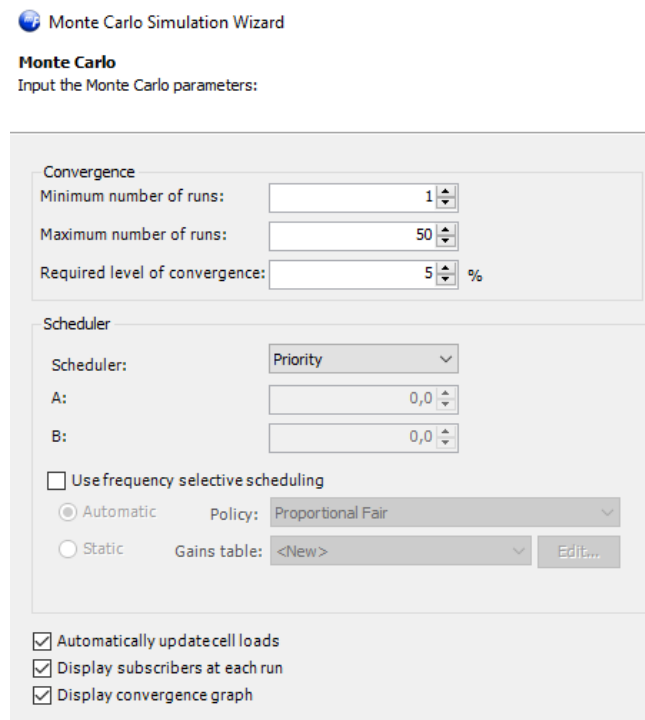 Monte Carlo Simulation Wizard
Monte Carlo
Input the Monte Carlo parameters:
Convergence
Minimum number of runs: 1
Maximum number of runs: 50
Required level of convergence: 5 %
Scheduler
Scheduler: Priority
A: 0,0
B: 0,0
Use frequency selective scheduling
Automatic Policy: Proportional Fair
Static Gains table: <New> Edit...
Automatically update cell loads
Display subscribers at each run
Display convergence graph